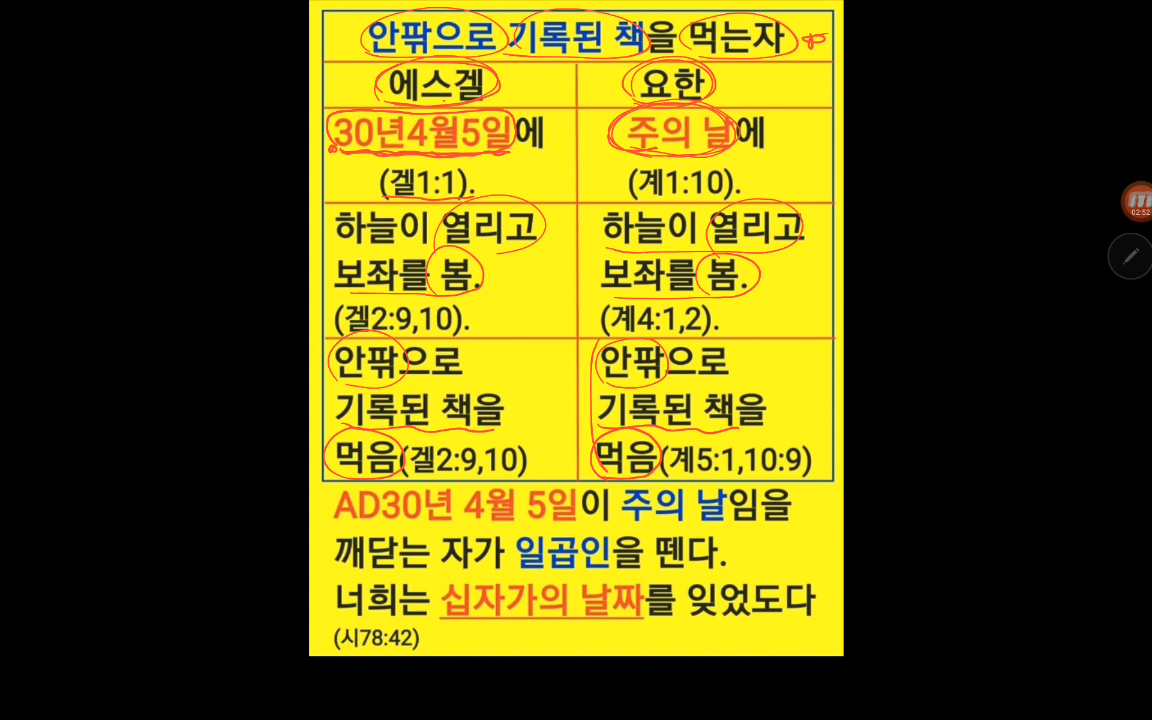 안팎으로 기록된 책을 먹는자
에스겔 요한
30년4월5일에 주의 날에
(겔1:1). (계1:10).
하늘이 열리고 하늘이 열리고
보좌를 봄. 보좌를 봄.
(겔2:9,10). (계4:1,2).
안팎으로 안팎으로
기록된 책을 기록된 책을
먹음(겔2:9,10) 먹음(계5:1,10:9)
AD30년 4월 5일이 주의 날임을
깨닫는 자가 일곱인을 뗀다.
너희는 십자가의 날짜를 잊었도다
(시78:42)
02:52